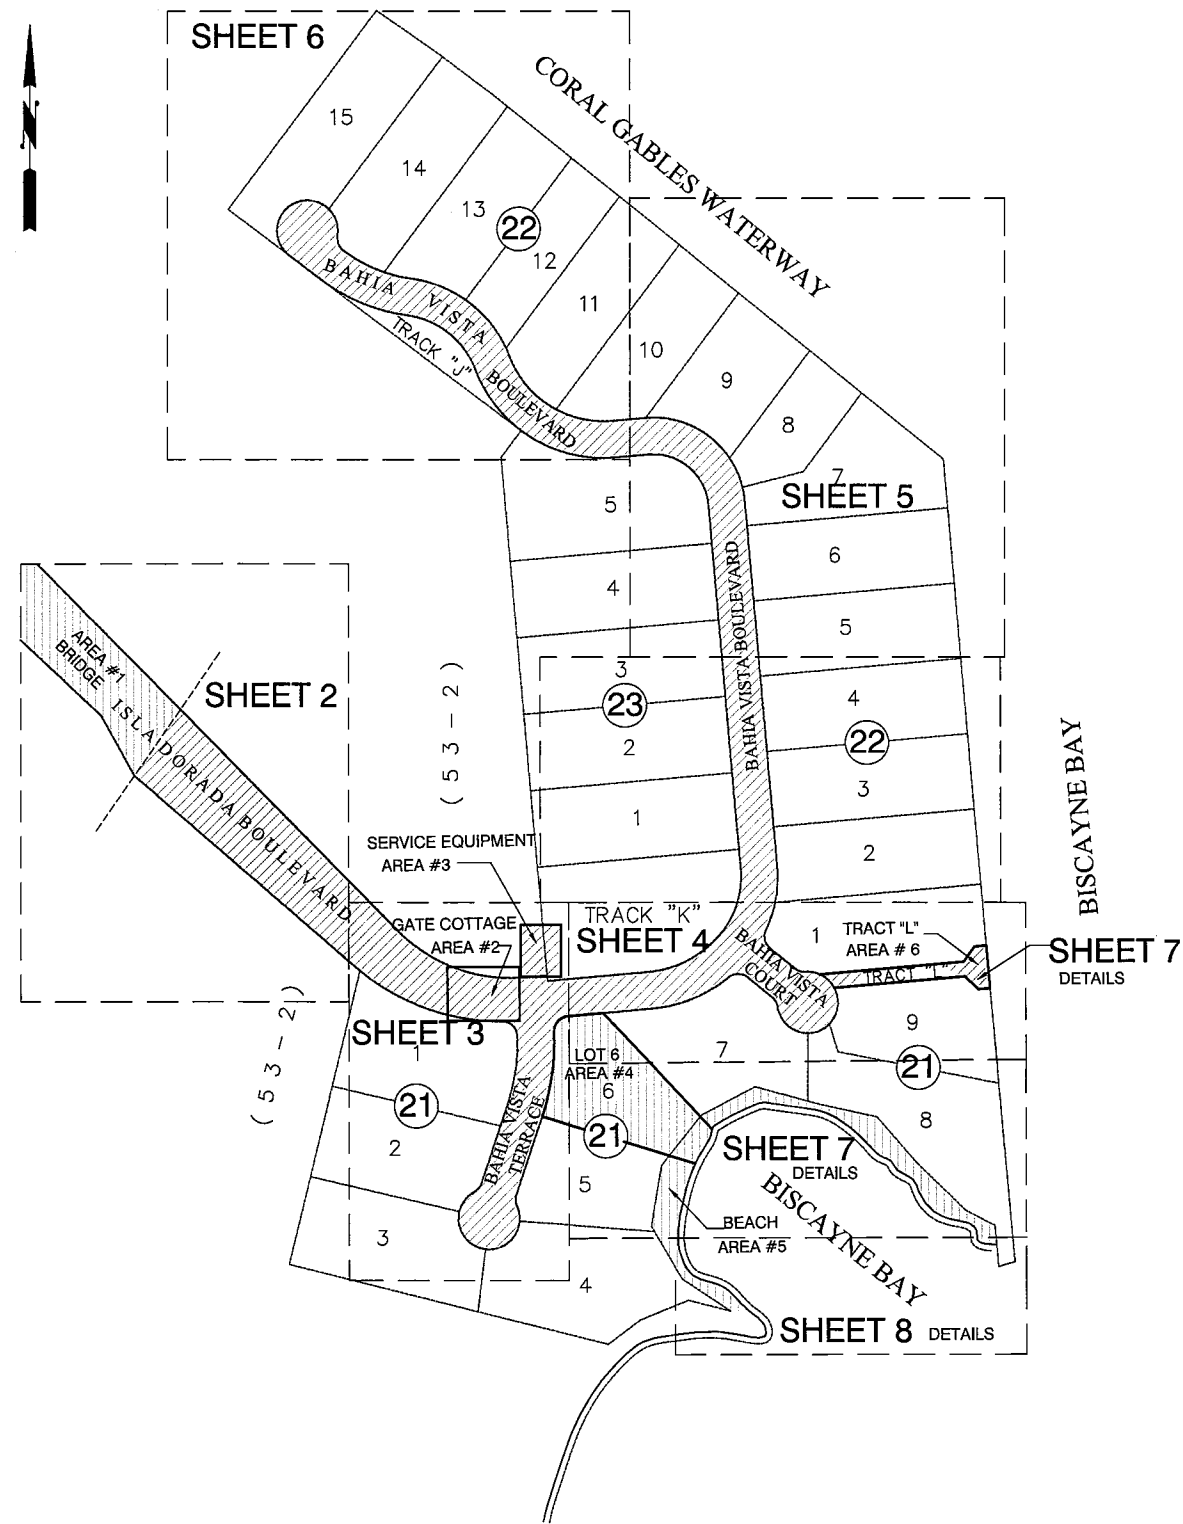 N
SHEET 6
CORAL GABLES WATERWAY
15
14
13
22
12
11
10
9
8
7
BAHIA VISTA BOULEVARD
TRACK "J"
SHEET 5
5
6
4
5
3
23
4
22
2
3
1
2
BAHIA VISTA BOULEVARD
AREA #1
BRIDGE
ISLA DORADA BOULEVARD
SHEET 2
(53-2)
BISCAYNE BAY
SERVICE EQUIPMENT
AREA #3
GATE COTTAGE
AREA #2
TRACK "K"
SHEET 4
1
TRACT "L"
AREA # 6
TRACT "L"
SHEET 7
DETAILS
BAHIA VISTA
COURT
(53-2)
SHEET 3
1
21
2
3
BAHIA VISTA
TERRACE
LOT 6
AREA #4
6
21
5
4
7
9
21
8
SHEET 7
DETAILS
BISCAYNE BAY
BEACH
AREA #5
SHEET 8 DETAILS